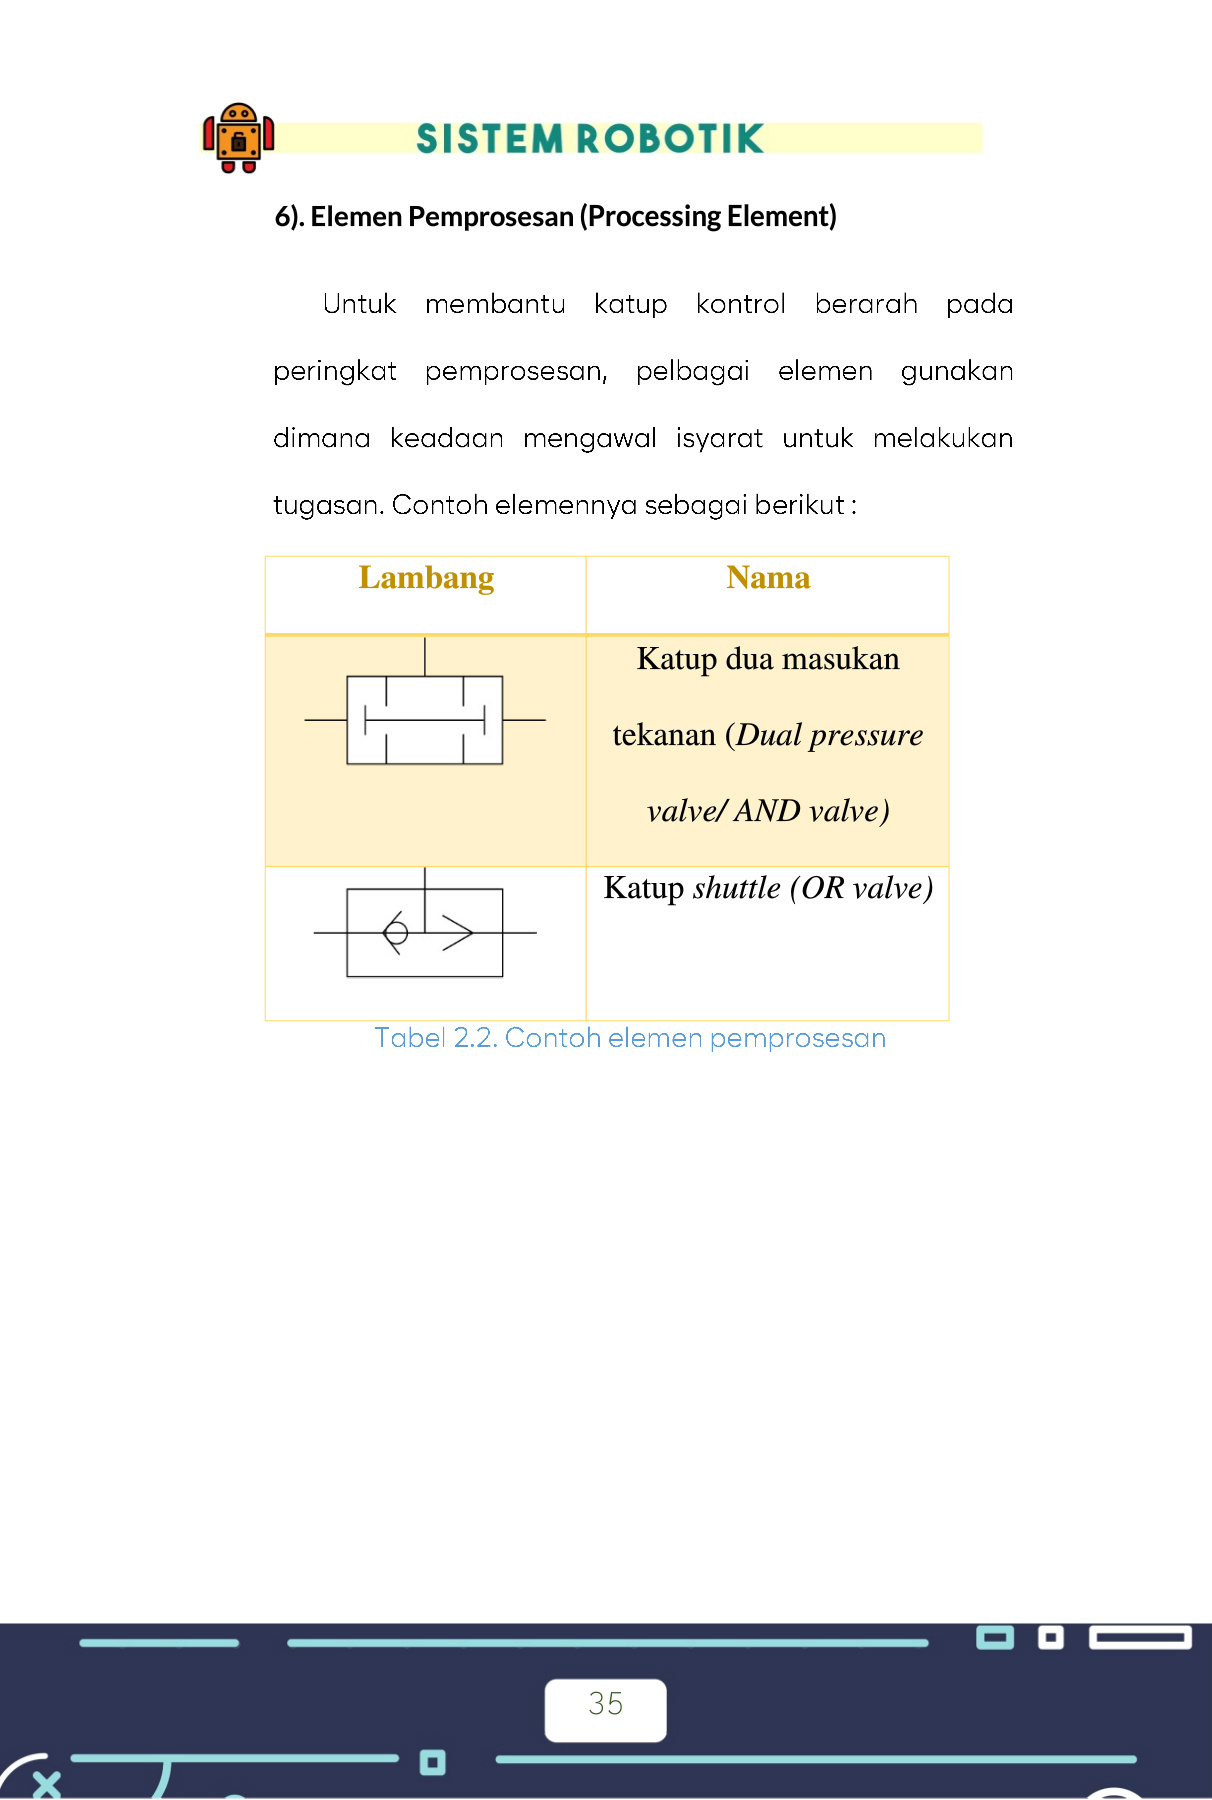 SISTEM ROBOTIK
6). Elemen Pemprosesan (Processing Element)
Untuk membantu katup kontrol berarah pada
peringkat pemprosesan, pelbagai elemen gunakan
dimana keadaan mengawal isyarat untuk melakukan
tugasan. Contoh elemennya sebagai berikut :
Lambang Nama
Katup dua masukan
tekanan (Dual pressure
valve/ AND valve)
Katup shuttle (OR valve)
Tabel 2.2. Contoh elemen pemprosesan
35